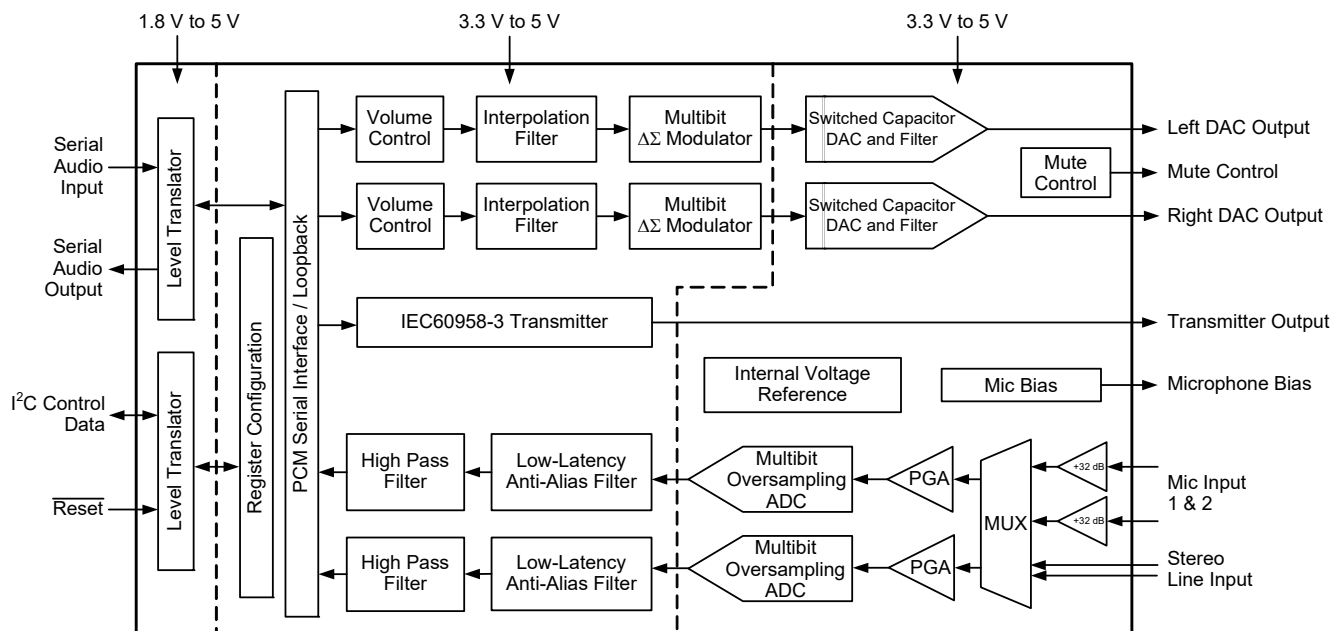 1.8 V to 5 V
3.3 V to 5 V
3.3 V to 5 V
Serial
Audio
Input
Serial
Audio
Output
I²C Control
Data
Reset
Level Translator
Level Translator
Register Configuration
PCM Serial Interface / Loopback
Volume
Control
Interpolation
Filter
Multibit
ΔΣ Modulator
Switched Capacitor
DAC and Filter
Left DAC Output
Mute
Control
Mute Control
Volume
Control
Interpolation
Filter
Multibit
ΔΣ Modulator
Switched Capacitor
DAC and Filter
Right DAC Output
IEC60958-3 Transmitter
Transmitter Output
Internal Voltage
Reference
Mic Bias
Microphone Bias
High Pass
Filter
Low-Latency
Anti-Alias Filter
Multibit
Oversampling
ADC
PGA
MUX
+32 dB
+32 dB
Mic Input
1 & 2
High Pass
Filter
Low-Latency
Anti-Alias Filter
Multibit
Oversampling
ADC
PGA
Stereo
Line Input